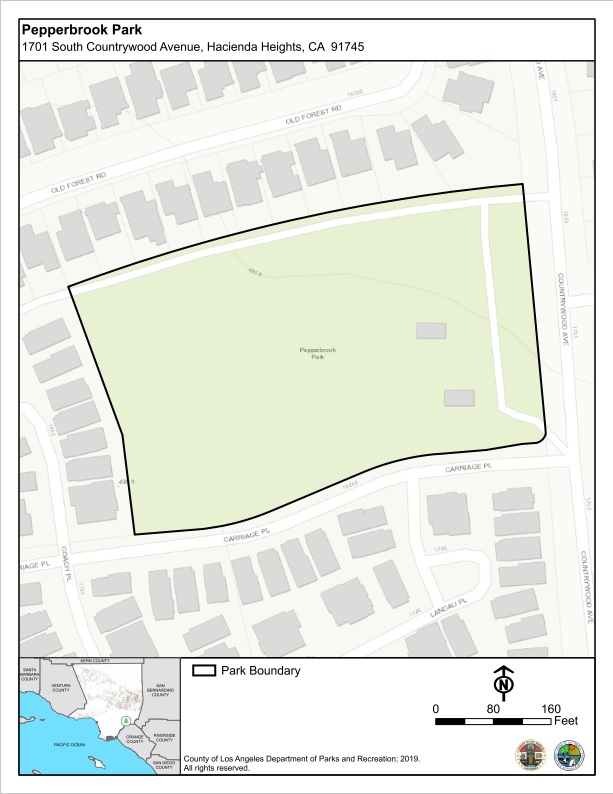 Pepperbrook Park
1701 South Countrywood Avenue, Hacienda Heights, CA 91745
OLD FOREST RD
OLD FOREST RD
COUNTRYWOOD AVE
Pepperbrook
Park
CARRIAGE PL
CARRIAGE PL
COACH PL
LANDAU PL
COUNTRYWOOD AVE
KERN COUNTY
SANTA
BARBARA
COUNTY
VENTURA
COUNTY
SAN
BERNARDINO
COUNTY
ORANGE
COUNTY
RIVERSIDE
COUNTY
SAN DIEGO
COUNTY
PACIFIC OCEAN
Park Boundary
N
0 80 160
Feet
County of Los Angeles Department of Parks and Recreation; 2019.
All rights reserved.